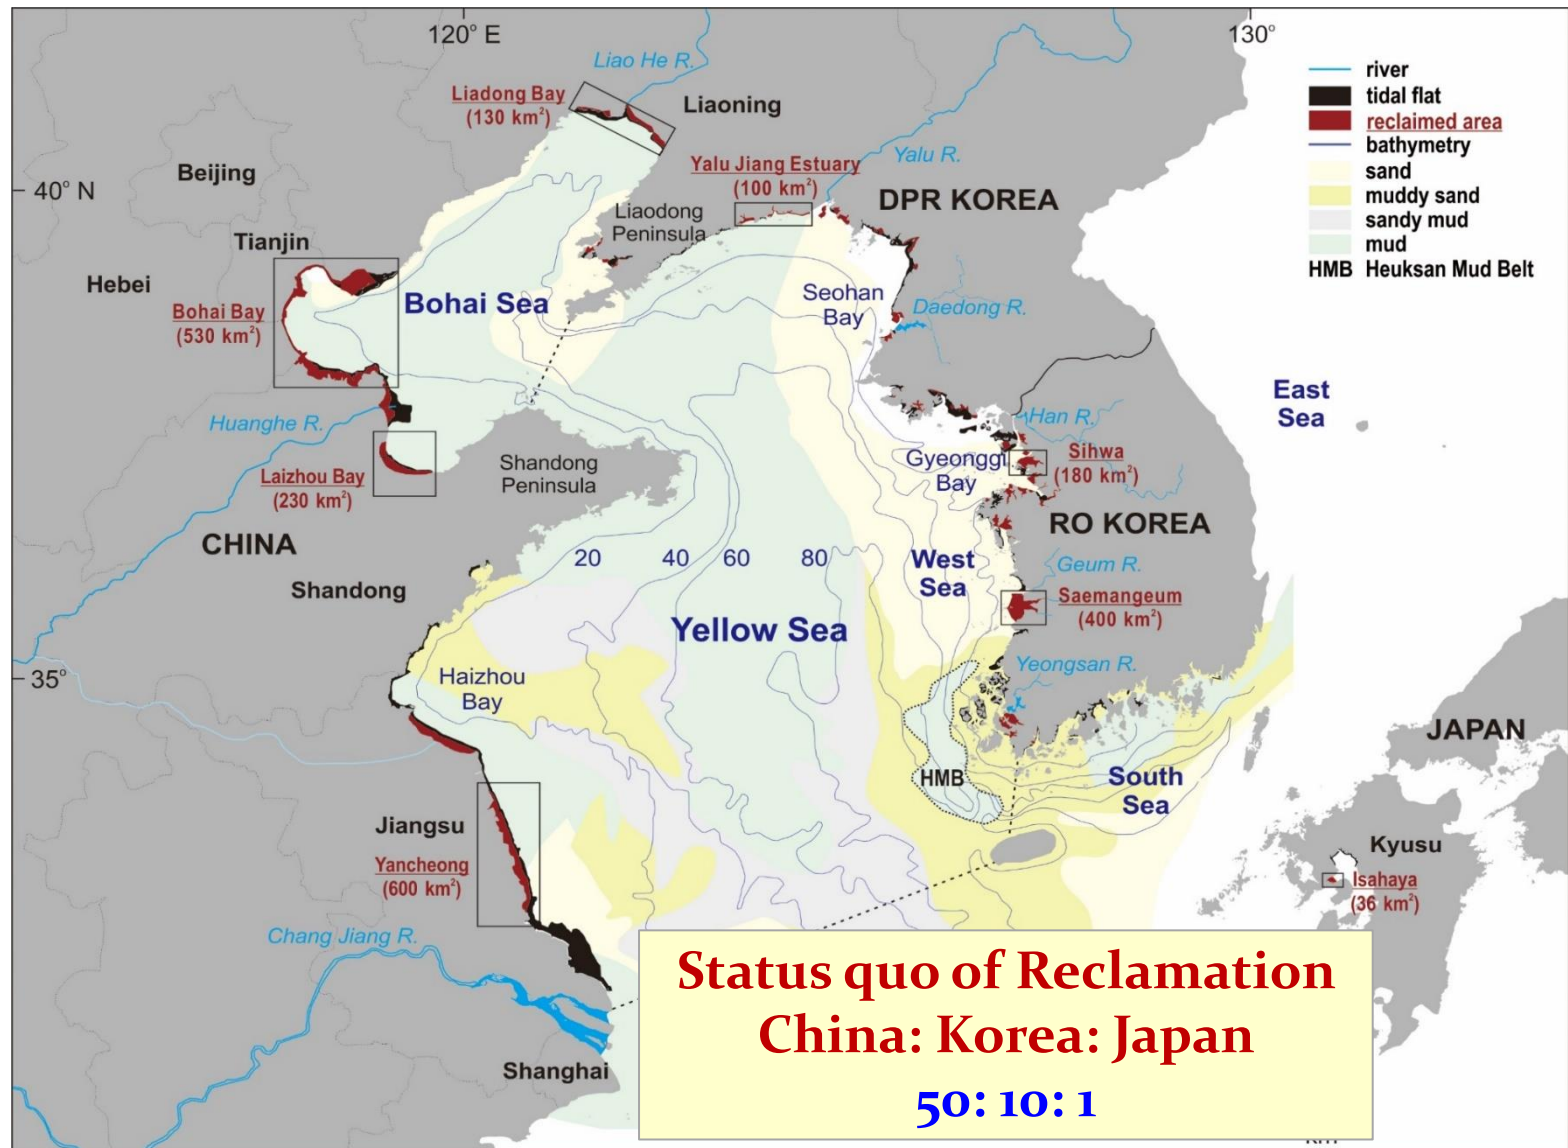 120° E
130°
Liao He R.
Liadong Bay
(130 km²)
Liaoning
river
tidal flat
reclaimed area
bathymetry
sand
muddy sand
sandy mud
mud
HMB Heuksan Mud Belt
Yalu Jiang Estuary
(100 km²)
Yalu R.
Beijing
40° N
DPR KOREA
Liaodong
Peninsula
Tianjin
Hebei
Bohai Bay
(530 km²)
Bohai Sea
Seohan
Bay
Daedong R.
East
Sea
Huanghe R.
Han R.
Laizhou Bay
(230 km²)
Shandong
Peninsula
Gyeonggi
Bay
Sihwa
(180 km²)
CHINA
RO KOREA
20
40
60
80
West
Sea
Geum R.
Shandong
Saemangeum
(400 km²)
Yellow Sea
35°
Haizhou
Bay
Yeongsan R.
JAPAN
HMB
South
Sea
Jiangsu
Yancheong
(600 km²)
Kyusu
Isahaya
(36 km²)
Chang Jiang R.
Shanghai
Status quo of Reclamation
China: Korea: Japan
50: 10: 1